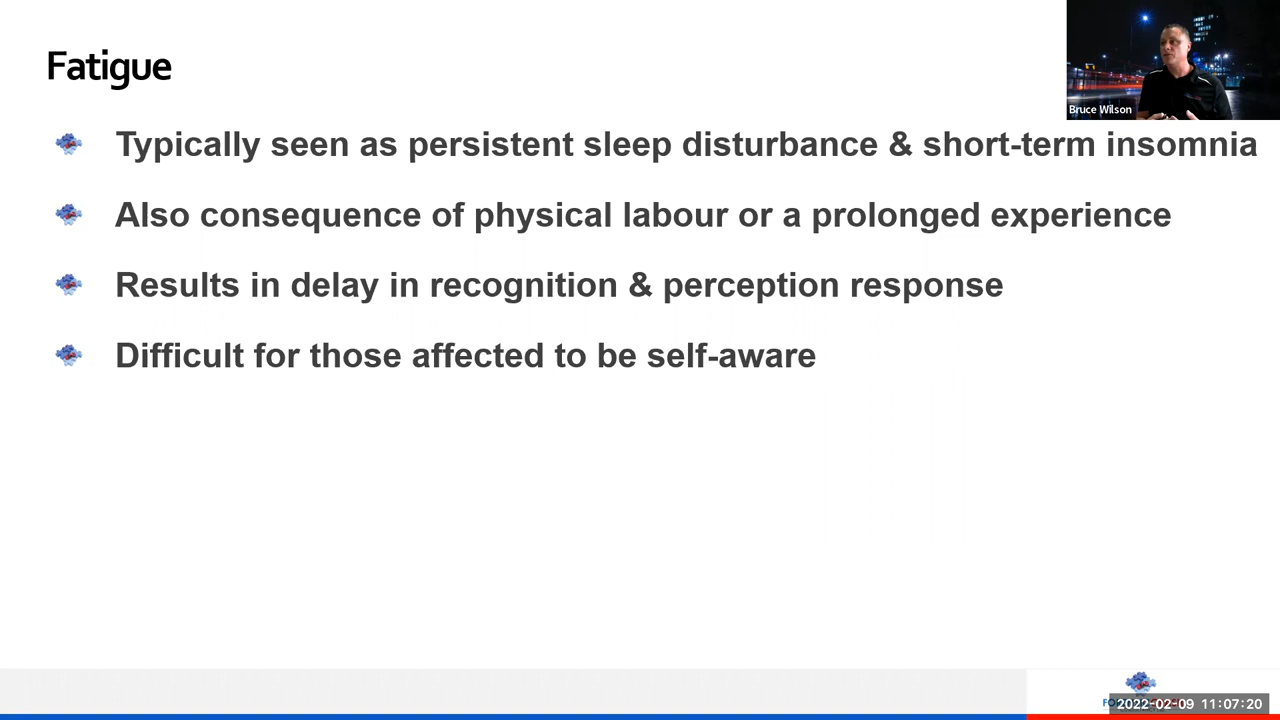 Fatigue
Bruce Wilson
Typically seen as persistent sleep disturbance & short-term insomnia
Also consequence of physical labour or a prolonged experience
Results in delay in recognition & perception response
Difficult for those affected to be self-aware
2022-02-09 11:07:20